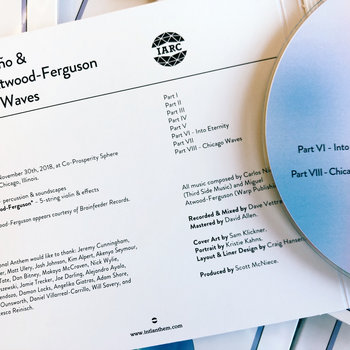 ño &
twood-Ferguson
Waves
IARC
Part I
Part II
Part III
Part IV
Part V
Part VI - Into Eternity
Part VII
Part VIII - Chicago Waves
November 30th, 2018, at Co-Prosperity Sphere
Chicago, Illinois.
percussion & soundscapes
wood-Ferguson* – 5-string violin & effects
Ferguson appears courtesy of Brainfeeder Records.
ional Anthem would like to thank: Jeremy Cunningham,
Matt Ulery, Josh Johnson, Kim Alpert, Akenya Seymour,
Tate, Dan Bitney, Makaya McCraven, Nick Wylie,
Jamie Trecker, Joe Darling, Alejandro Ayala,
Damon Locks, Angelika Giatras, Adam Shore,
Ounsworth, Daniel Villarreal-Carrillo, Will Savery, and
esca Reinisch.
All music composed by Carlos
(Third Side Music) and Miguel
Atwood-Ferguson (Warp Publish
Recorded & Mixed by Dave Vettra
Mastered by David Allen.
Cover Art by Sam Klickner.
Portrait by Kristie Kahns.
Layout & Liner Design by Craig Hansen
Produced by Scott McNiece.
www.intlanthem.com
Part VI - Into
Part VIII - Chica